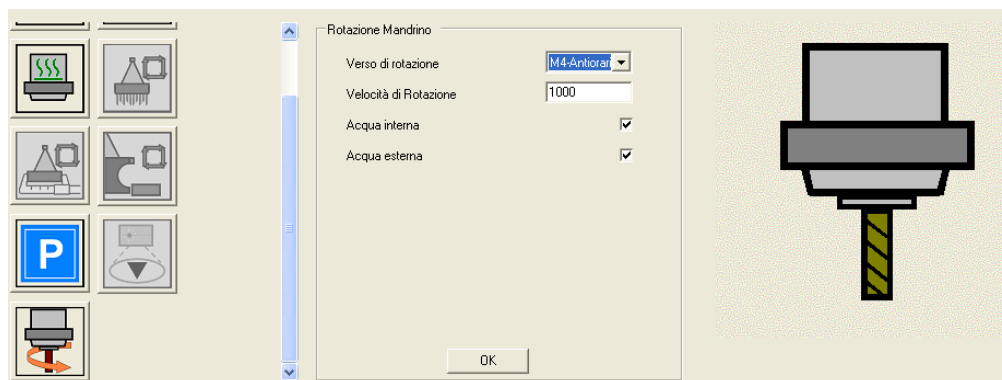 Rotazione Mandrino
Verso di rotazione M4-Antiorari
Velocità di Rotazione 1000
Acqua interna
Acqua esterna
P
OK